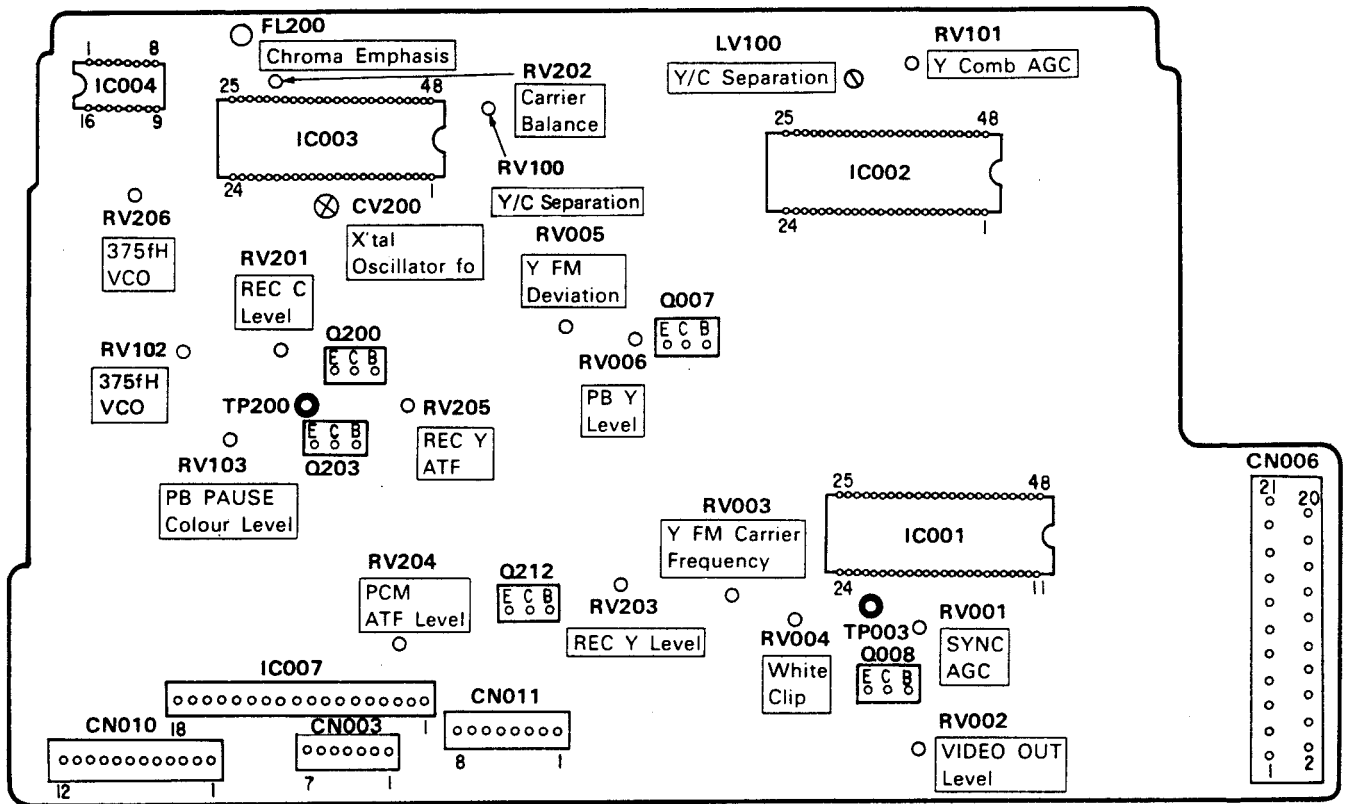 FL200
Chroma Emphasis
1 8
IC004
16 9
25 48
IC003
24 1
RV202
Carrier
Balance
RV100
Y/C Separation
LV100
Y/C Separation
RV101
Y Comb AGC
25 48
IC002
24 1
RV206
375fH
VCO
CV200
X'tal
Oscillator fo
RV201
REC C
Level
RV005
Y FM
Deviation
Q007
E C B
RV102
375fH
VCO
Q200
E C B
RV006
PB Y
Level
TP200
E C B
Q203
RV205
REC Y
ATF
RV103
PB PAUSE
Colour Level
CN006
21 20
1 2
RV003
Y FM Carrier
Frequency
25 48
IC001
24 11
RV204
PCM
ATF Level
Q212
E C B
RV203
REC Y Level
RV004
White
Clip
TP003
Q008
E C B
RV001
SYNC
AGC
IC007
18 1
CN010
12 1
CN003
7 1
CN011
8 1
RV002
VIDEO OUT
Level